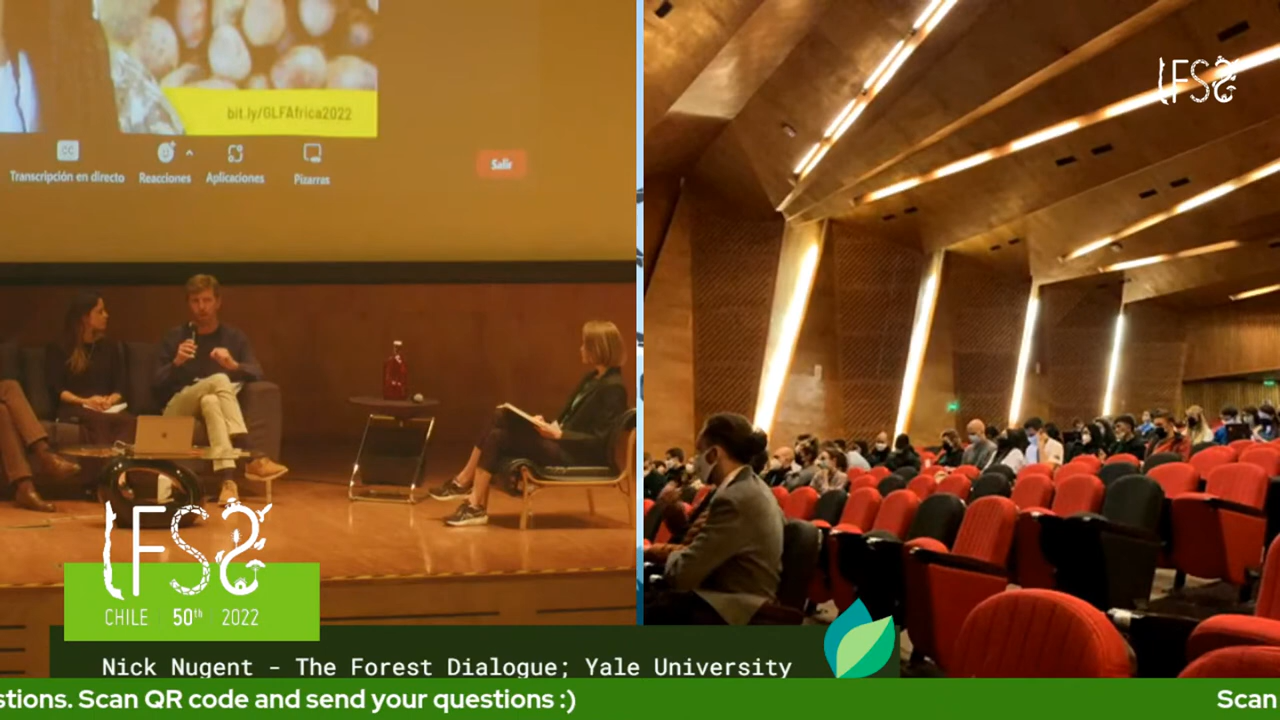 bit.ly/GLFAfrica2022
CC
Transcripción en directo
Reacciones
Aplicaciones
Pizarras
Salir
IFSS
IFSS
CHILE 50th 2022
Nick Nugent - The Forest Dialogue; Yale University
stions. Scan QR code and send your questions :)
Scan